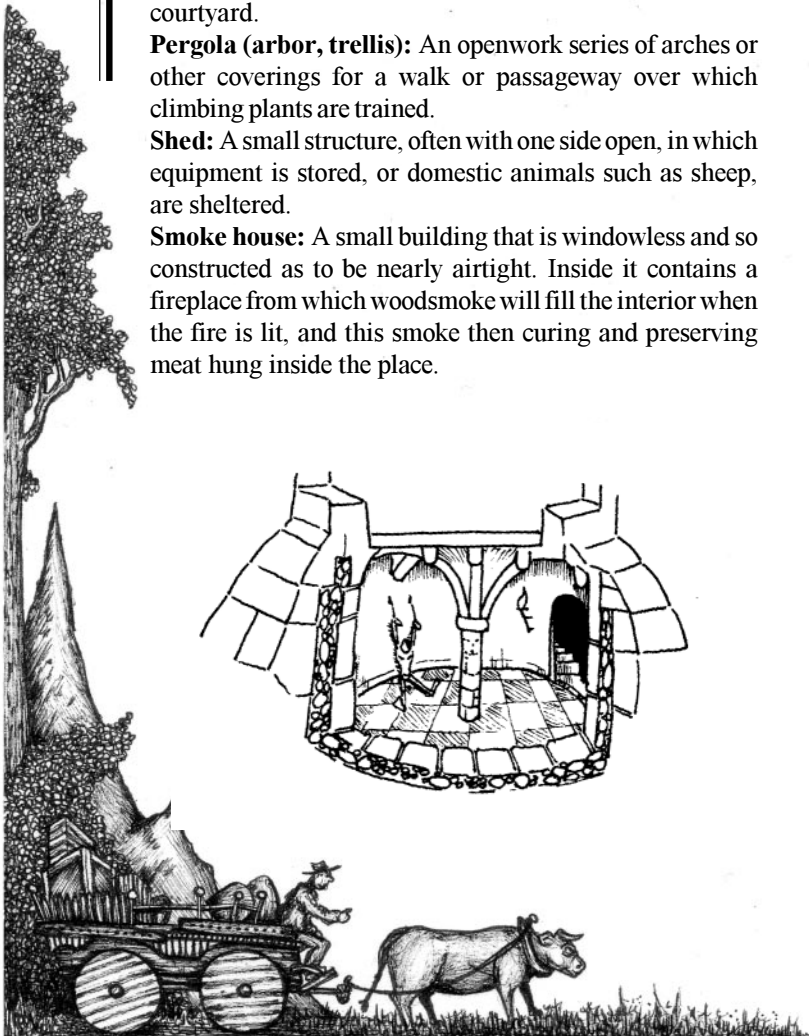 courtyard.
Pergola (arbor, trellis): An openwork series of arches or
other coverings for a walk or passageway over which
climbing plants are trained.
Shed: A small structure, often with one side open, in which
equipment is stored, or domestic animals such as sheep,
are sheltered.
Smoke house: A small building that is windowless and so
constructed as to be nearly airtight. Inside it contains a
fireplace from which woodsmoke will fill the interior when
the fire is lit, and this smoke then curing and preserving
meat hung inside the place.